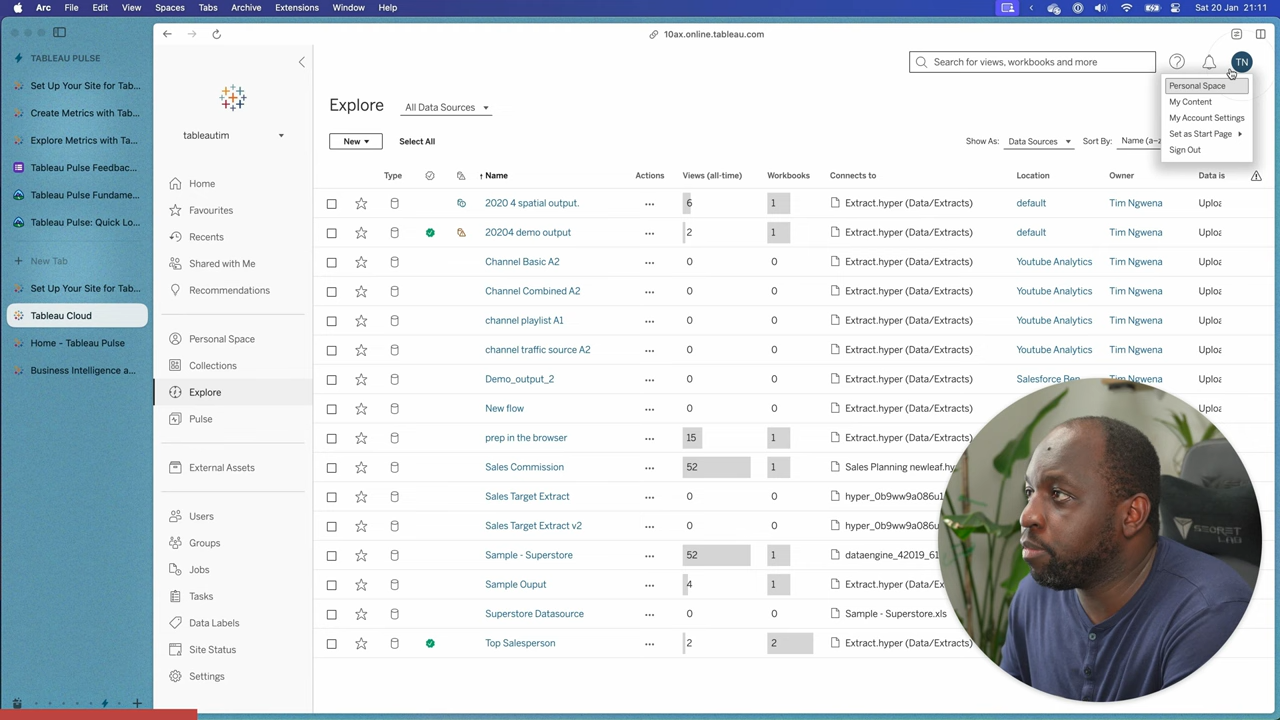 Arc File Edit View Spaces Tabs Archive Extensions Window Help Sat 20 Jan 21:11
TABLEAU PULSE
Set Up Your Site for Tab...
Create Metrics with Tab...
Explore Metrics with Ta...
Tableau Pulse Feedbac...
Tableau Pulse Fundame...
Tableau Pulse: Quick Lo...
New Tab
Set Up Your Site for Tab...
Tableau Cloud
Home - Tableau Pulse
Business Intelligence a...
10ax.online.tableau.com
tableautim
Home
Favourites
Recents
Shared with Me
Recommendations
Personal Space
Collections
Explore
Pulse
External Assets
Users
Groups
Jobs
Tasks
Data Labels
Site Status
Settings
Search for views, workbooks and more
TN
Personal Space
My Content
My Account Settings
Set as Start Page
Sign Out
Explore All Data Sources
New Select All Show As: Data Sources Sort By: Name (a–z
Type Name Actions Views (all-time) Workbooks Connects to Location Owner Data is
2020 4 spatial output. ... 6 1 Extract.hyper (Data/Extracts) default Tim Ngwena Uploa
20204 demo output ... 2 1 Extract.hyper (Data/Extracts) default Tim Ngwena Uploa
Channel Basic A2 ... 0 0 Extract.hyper (Data/Extracts) Youtube Analytics Tim Ngwena Uploa
Channel Combined A2 ... 0 0 Extract.hyper (Data/Extracts) Youtube Analytics Tim Ngwena Uploa
channel playlist A1 ... 0 0 Extract.hyper (Data/Extracts) Youtube Analytics Tim Ngwena Uploa
channel traffic source A2 ... 0 0 Extract.hyper (Data/Extracts) Youtube Analytics Tim Ngwena Uploa
Demo_output_2 ... 0 0 Extract.hyper (Data/Extracts) Salesforce Ben Tim Ngwena Uploa
New flow ... 0 0 Extract.hyper (Data/Extracts) Uploa
prep in the browser ... 15 1 Extract.hyper (Data/Extracts)
Sales Commission ... 52 1 Sales Planning newleaf.hy
Sales Target Extract ... 0 0 hyper_0b9ww9a086u1
Sales Target Extract v2 ... 0 0 hyper_0b9ww9a086u
Sample - Superstore ... 52 1 dataengine_42019_61
Sample Ouput ... 4 1 Extract.hyper (Data/E
Superstore Datasource ... 0 0 Sample - Superstore.xls
Top Salesperson ... 2 2 Extract.hyper (Data/Extracts)
SECRET
LAB